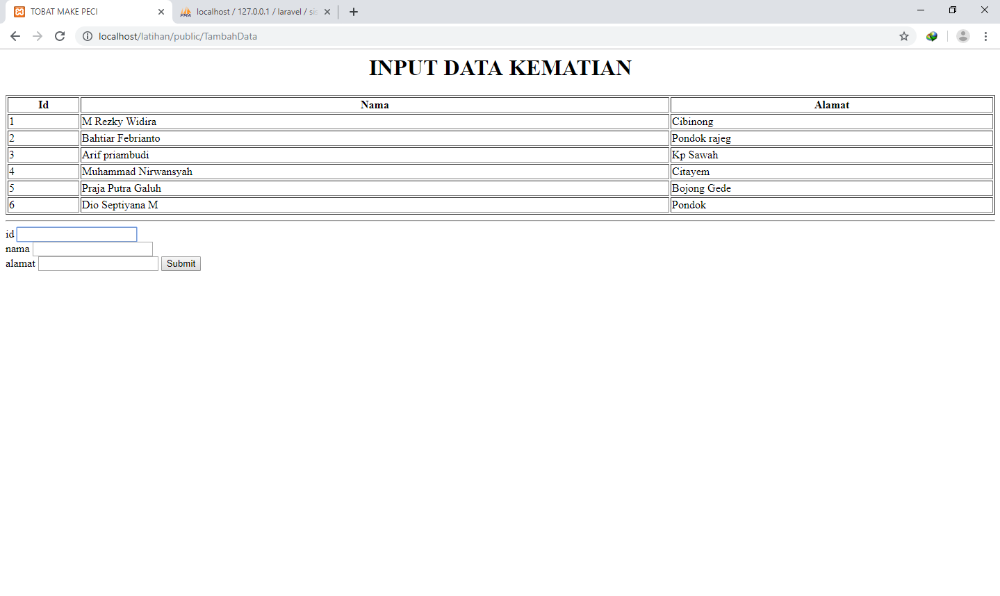 TOBAT MAKE PECI
PMA localhost / 127.0.0.1 / laravel / sis
localhost/latihan/public/TambahData
INPUT DATA KEMATIAN
Id Nama Alamat
1 M Rezky Widira Cibinong
2 Bahtiar Febrianto Pondok rajeg
3 Arif priambudi Kp Sawah
4 Muhammad Nirwansyah Citayem
5 Praja Putra Galuh Bojong Gede
6 Dio Septiyana M Pondok
id
nama
alamat Submit